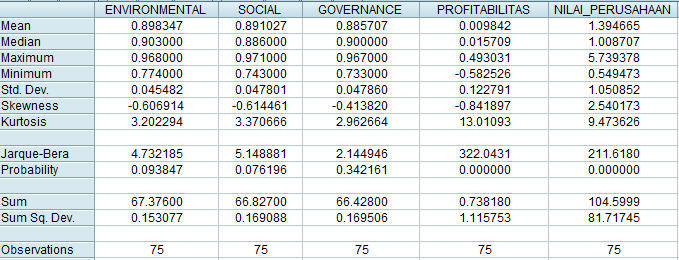 ENVIRONMENTAL SOCIAL GOVERNANCE PROFITABILITAS NILAI_PERUSAHAAN
Mean 0.898347 0.891027 0.885707 0.009842 1.394665
Median 0.903000 0.886000 0.900000 0.015709 1.008707
Maximum 0.968000 0.971000 0.967000 0.493031 5.739378
Minimum 0.774000 0.743000 0.733000 -0.582526 0.549473
Std. Dev. 0.045482 0.047801 0.047860 0.122791 1.050852
Skewness -0.606914 -0.614461 -0.413820 -0.841897 2.540173
Kurtosis 3.202294 3.370666 2.962664 13.01093 9.473626
Jarque-Bera 4.732185 5.148881 2.144946 322.0431 211.6180
Probability 0.093847 0.076196 0.342161 0.000000 0.000000
Sum 67.37600 66.82700 66.42800 0.738180 104.5999
Sum Sq. Dev. 0.153077 0.169088 0.169506 1.115753 81.71745
Observations 75 75 75 75 75